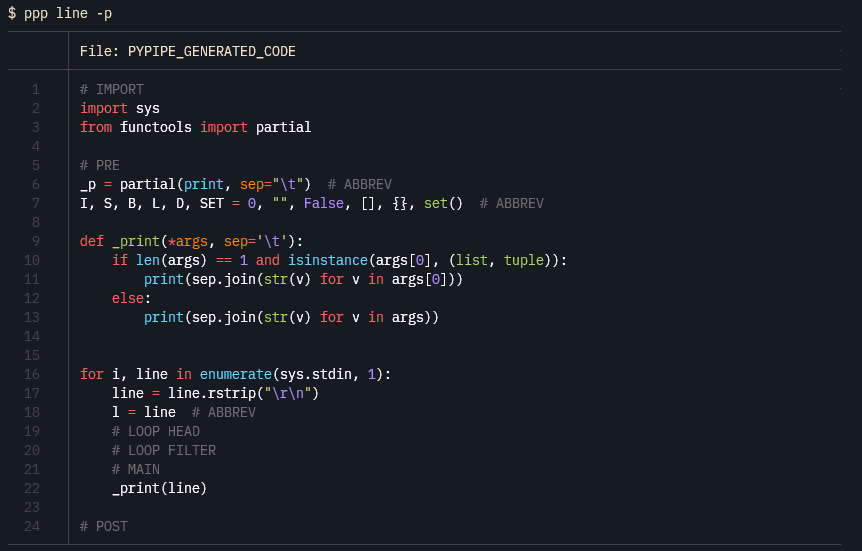 $ ppp line -p
File: PYPIPE_GENERATED_CODE
1 # IMPORT
2 import sys
3 from functools import partial
4
5 # PRE
6 _p = partial(print, sep="\t")  # ABBREV
7 I, S, B, L, D, SET = 0, "", False, [], {}, set()  # ABBREV
8
9 def _print(*args, sep='\t'):
10     if len(args) == 1 and isinstance(args[0], (list, tuple)):
11         print(sep.join(str(v) for v in args[0]))
12     else:
13         print(sep.join(str(v) for v in args))
14
15
16 for i, line in enumerate(sys.stdin, 1):
17     line = line.rstrip("\r\n")
18     l = line  # ABBREV
19     # LOOP HEAD
20     # LOOP FILTER
21     # MAIN
22     _print(line)
23
24 # POST